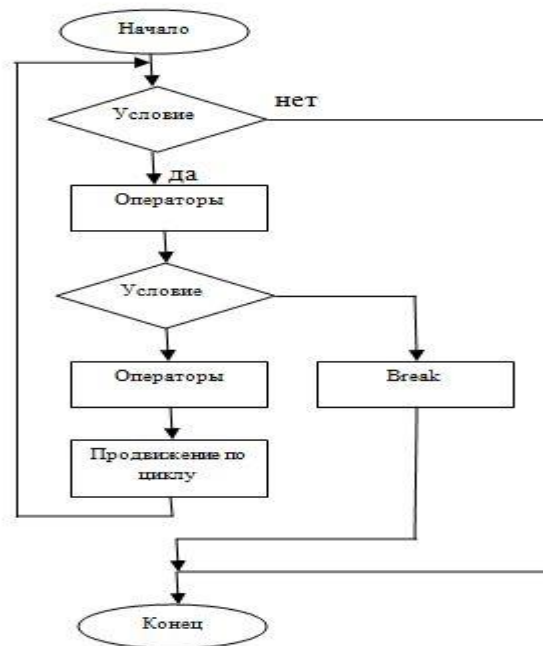 Начало
Условие
нет
да
Операторы
Условие
Операторы
Break
Продвижение по
циклу
Конец